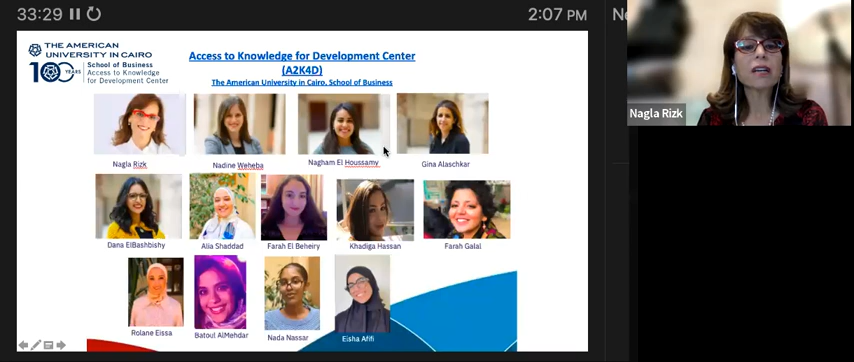 33:29
2:07 PM
Ne
THE AMERICAN
UNIVERSITY IN CAIRO
100 YEARS
School of Business
Access to Knowledge
for Development Center
Access to Knowledge for Development Center
(A2K4D)
The American University in Cairo, School of Business
Nagla Rizk
Nagla Rizk
Nadine Weheba
Nagham El Houssamy
Gina Alaschkar
Dana ElBashbishy
Alia Shaddad
Farah El Beheiry
Khadiga Hassan
Farah Galal
Rolane Eissa
Batoul AlMehdar
Nada Nassar
Eisha Afifi